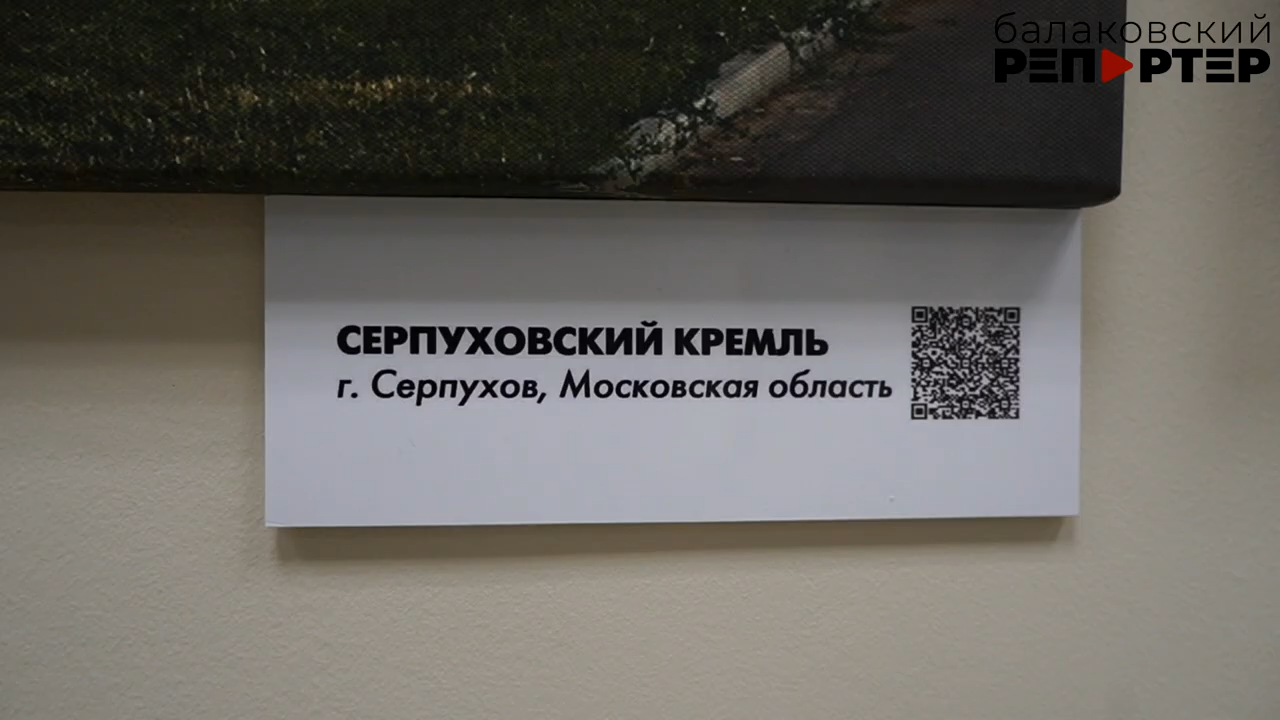 балаковский
РЕПОРТЕР
СЕРПУХОВСКИЙ КРЕМЛЬ
г. Серпухов, Московская область